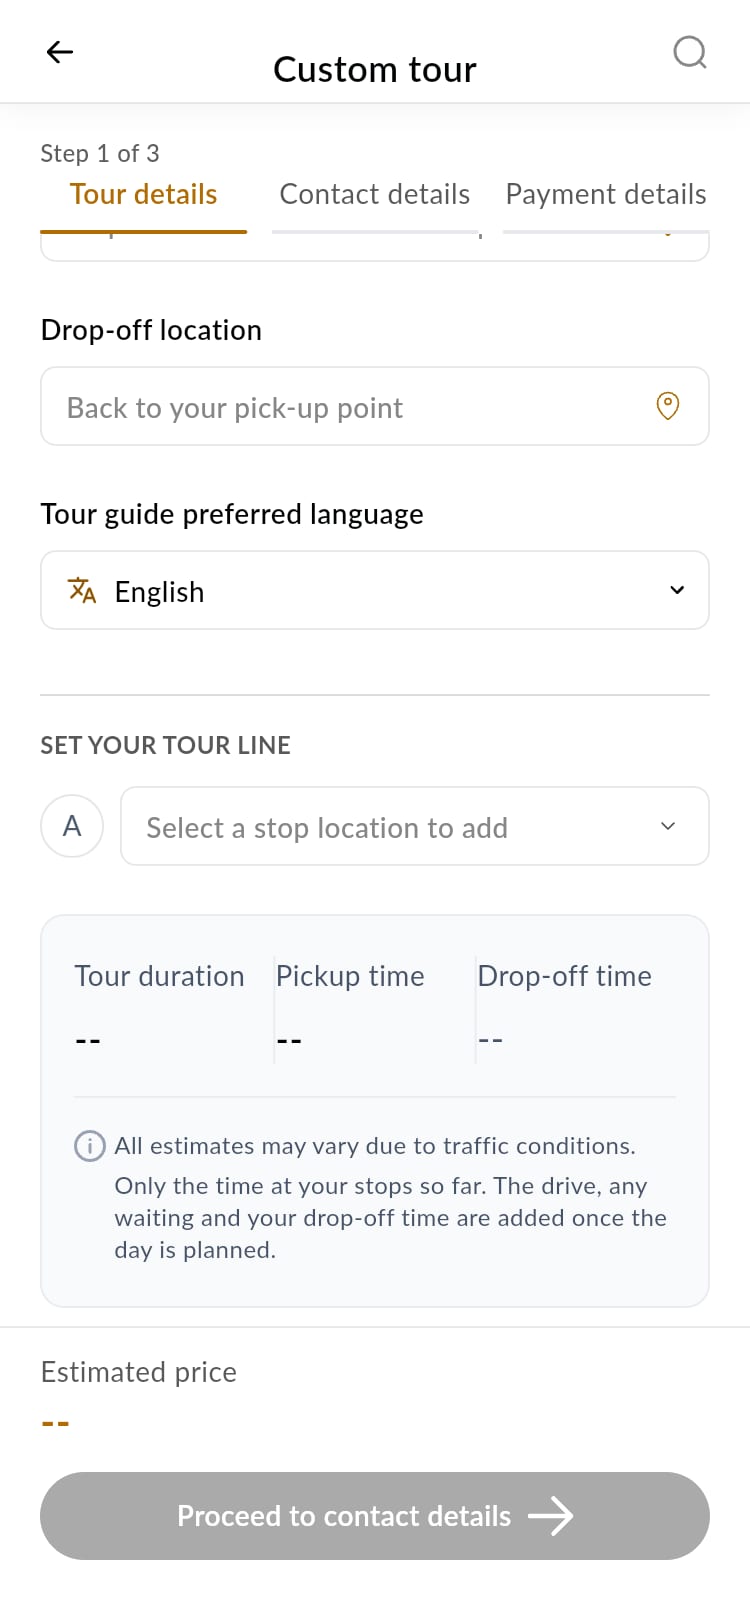 Custom tour
Step 1 of 3
Tour details
Contact details
Payment details
Drop-off location
Back to your pick-up point
Tour guide preferred language
English
SET YOUR TOUR LINE
A
Select a stop location to add
Tour duration
Pickup time
Drop-off time
--
--
--
All estimates may vary due to traffic conditions.
Only the time at your stops so far. The drive, any
waiting and your drop-off time are added once the
day is planned.
Estimated price
--
Proceed to contact details